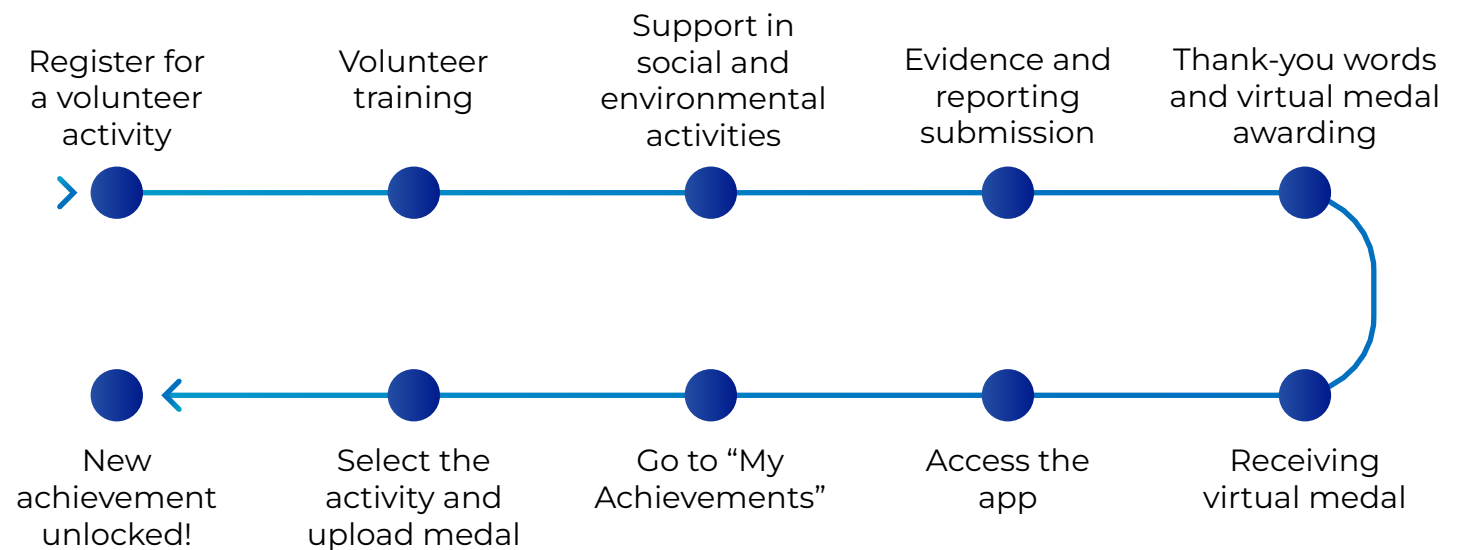 Register for
a volunteer
activity
Volunteer
training
Support in
social and
environmental
activities
Evidence and
reporting
submission
Thank-you words
and virtual medal
awarding
Receiving
virtual medal
Access the
app
Go to “My
Achievements”
Select the
activity and
upload medal
New
achievement
unlocked!